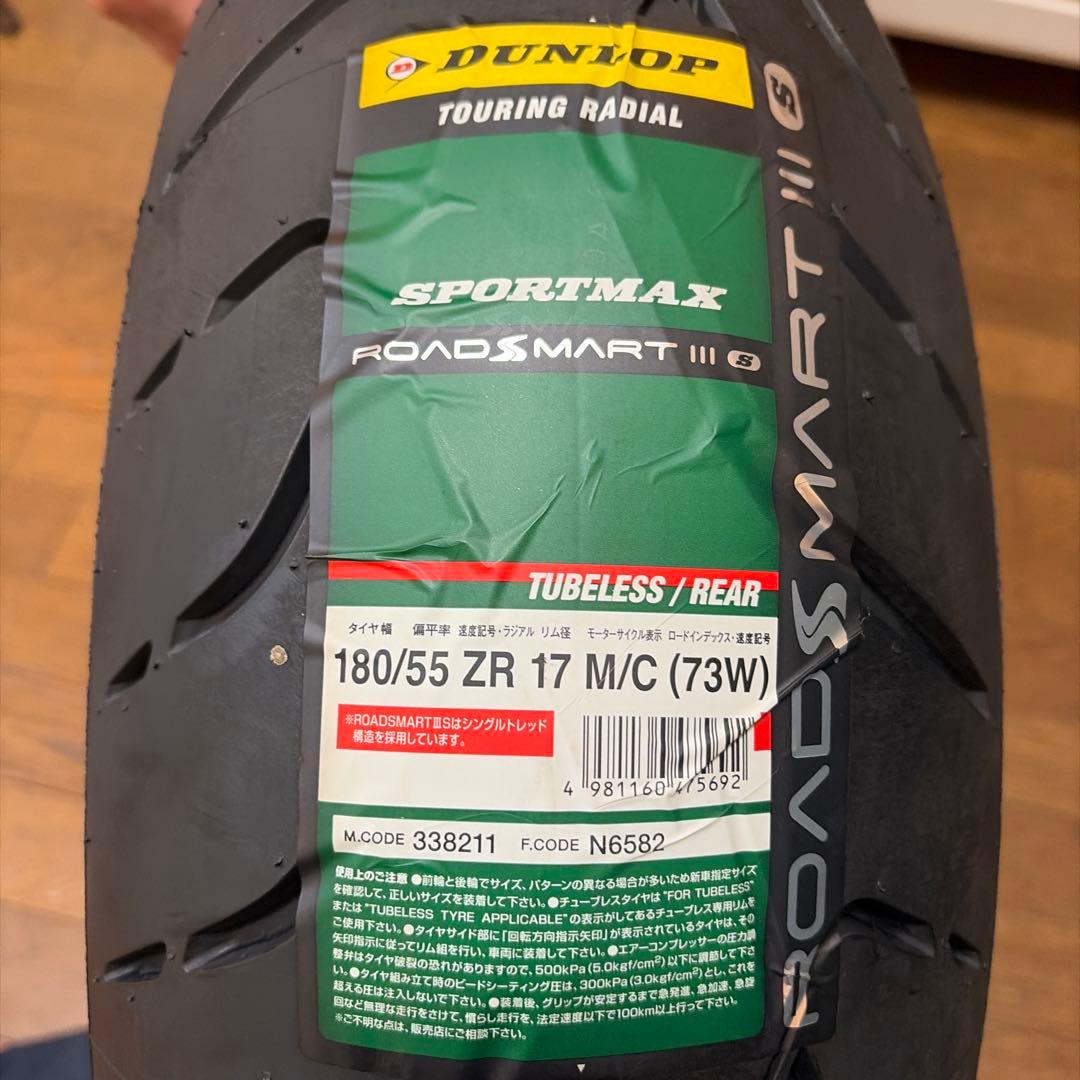 D DUNLOP
TOURING RADIAL
SPORTMAX
ROADSMART III S
TUBELESS / REAR
タイヤ幅 偏平率 速度記号・ラジアル リム径 モーターサイクル表示 ロードインデックス・速度記号
180/55 ZR 17 M/C (73W)
※ROADSMARTⅢSはシングルトレッド
構造を採用しています。
4 981160 475692
M.CODE 338211 F.CODE N6582
使用上のご注意 ●前輪と後輪でサイズ、パターンの異なる場合が多いため新車指定サイズ
を確認して、正しいサイズを装着して下さい。●チューブレスタイヤは"FOR TUBELESS"
または"TUBELESS TYRE APPLICABLE"の表示がしてあるチューブレス専用リムを
ご使用下さい。●タイヤサイド部に「回転方向指示矢印」が表示されているタイヤは、その
矢印指示に従ってリム組を行い、車両に装着して下さい。●エアーコンプレッサーの圧力調
整弁はタイヤ破裂の恐れがありますので、500kPa(5.0kgf/cm²)以下に調節して下さ
い。●タイヤ組み立て時のビードシーティング圧は、300kPa(3.0kgf/cm²)とし、これを
超える圧は注入しないで下さい。●装着後、グリップが安定するまで急発進、急加速、急旋
回など無理な走行をさけて、慣らし走行を、法定速度以下で100km以上行って下さい。
※ご不明な点は、販売店にご相談下さい。
ROADSMART III S